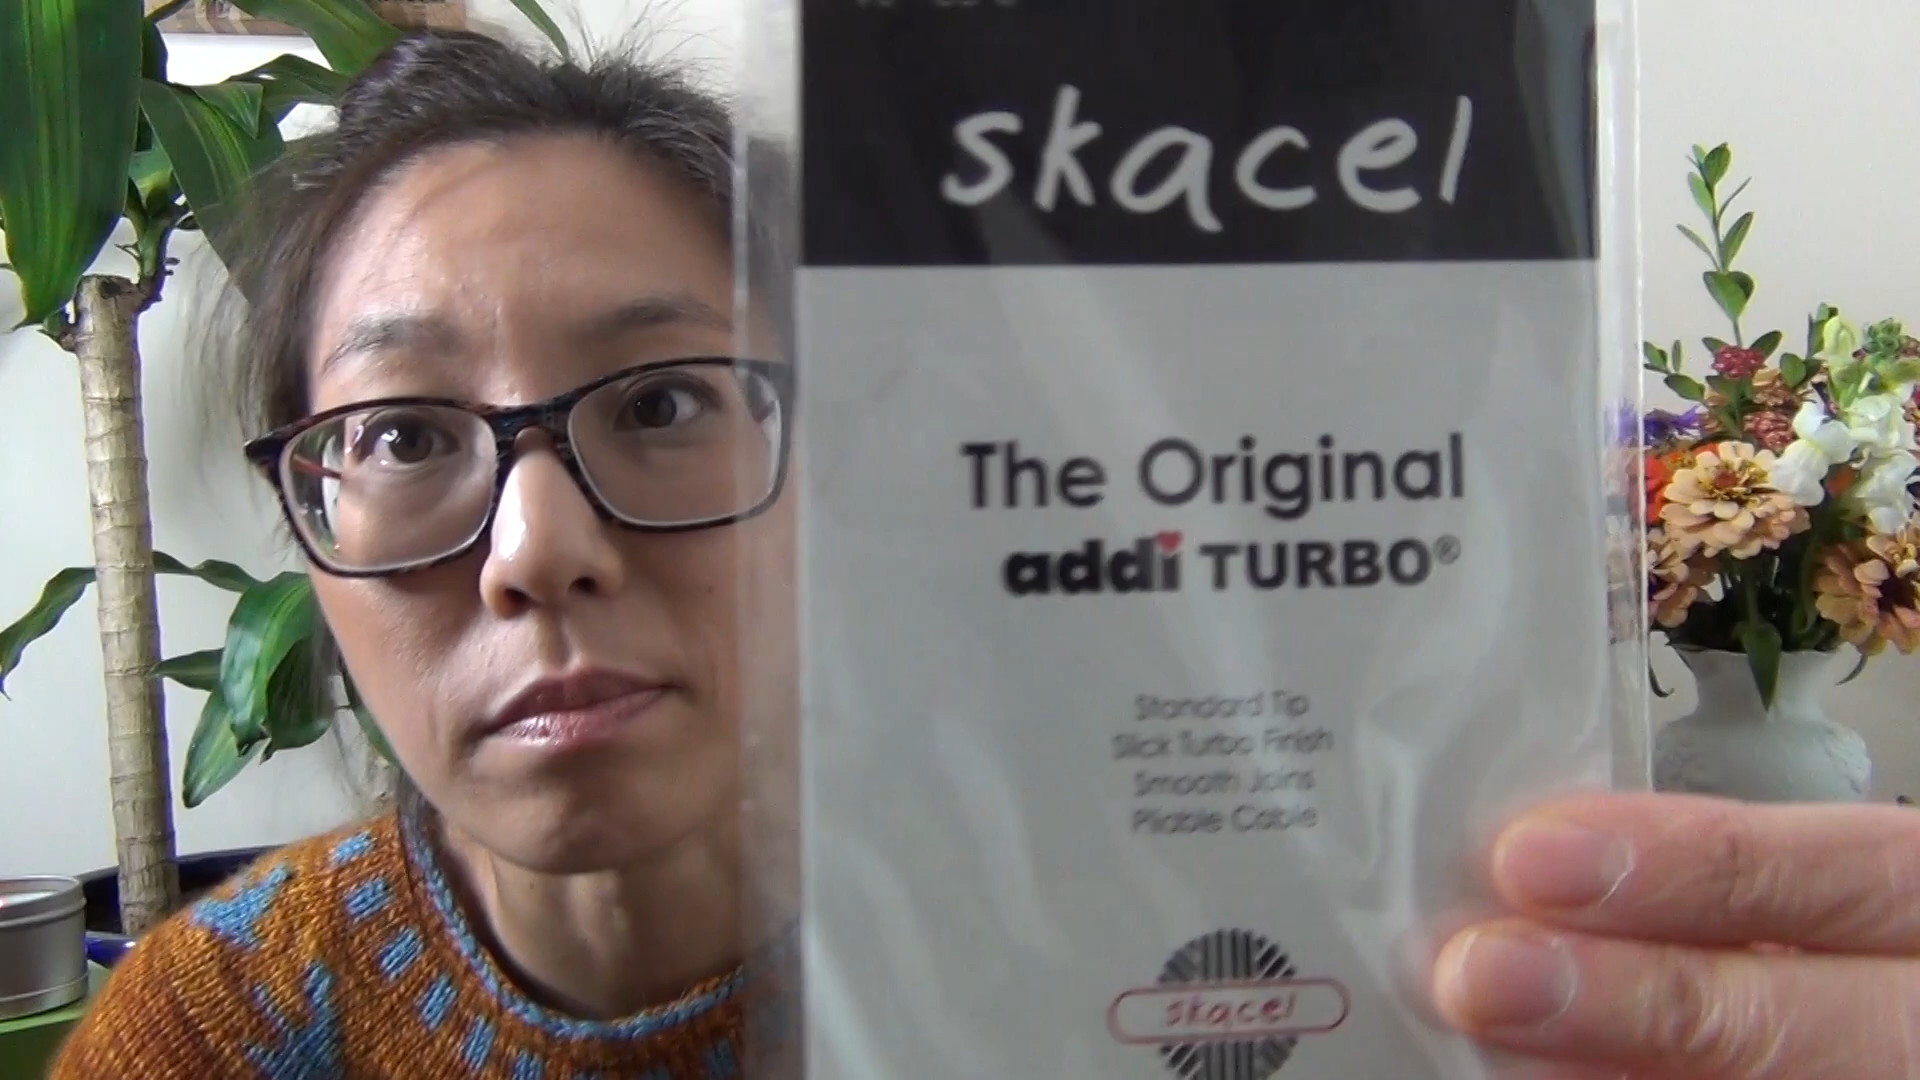 skacel
The Original
addi TURBO®
Standard Tip
Slick Turbo Finish
Smooth Joins
Pliable Cable
skacel